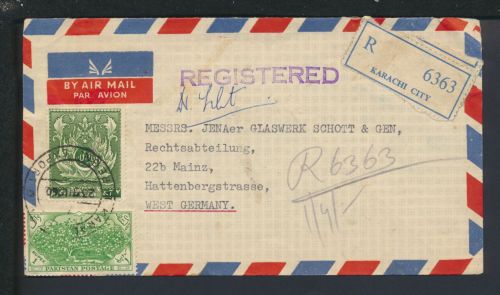 BY AIR MAIL
PAR AVION
REGISTERED
R 6363
KARACHI CITY
MESSRS. JENAer GLASWERK SCHOTT & GEN,
Rechtsabteilung,
22b Mainz,
Hattenbergstrasse,
WEST GERMANY.
R 6363
PAKISTAN POSTAGE